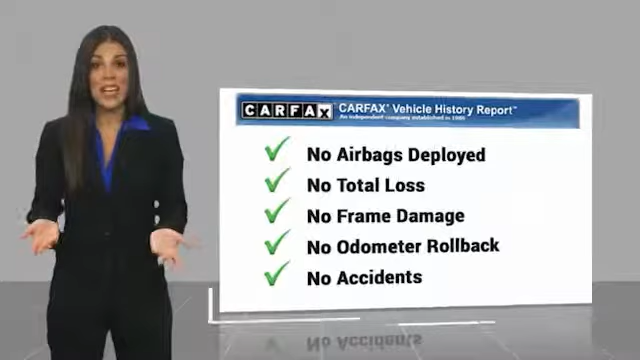 CARFAX CARFAX® Vehicle History Report™
An independent company established in 1986
No Airbags Deployed
No Total Loss
No Frame Damage
No Odometer Rollback
No Accidents